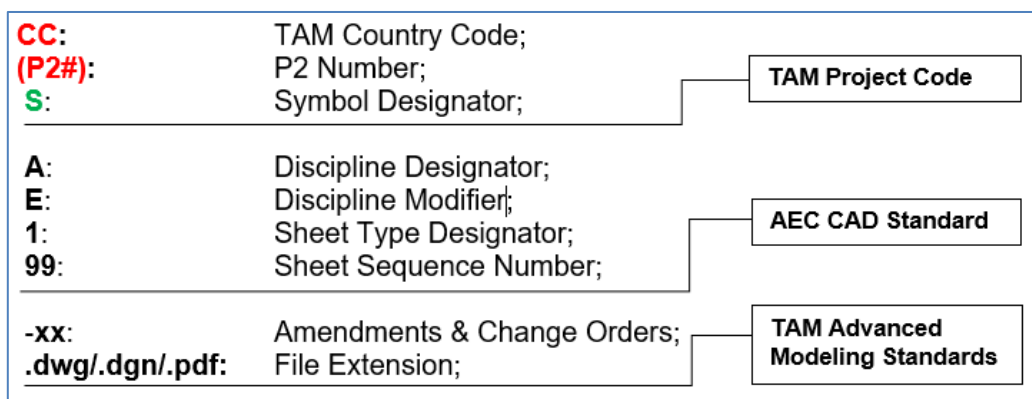 CC: TAM Country Code;
(P2#): P2 Number;
S: Symbol Designator;
TAM Project Code
A: Discipline Designator;
E: Discipline Modifier;
1: Sheet Type Designator;
99: Sheet Sequence Number;
AEC CAD Standard
-xx: Amendments & Change Orders;
.dwg/.dgn/.pdf: File Extension;
TAM Advanced
Modeling Standards